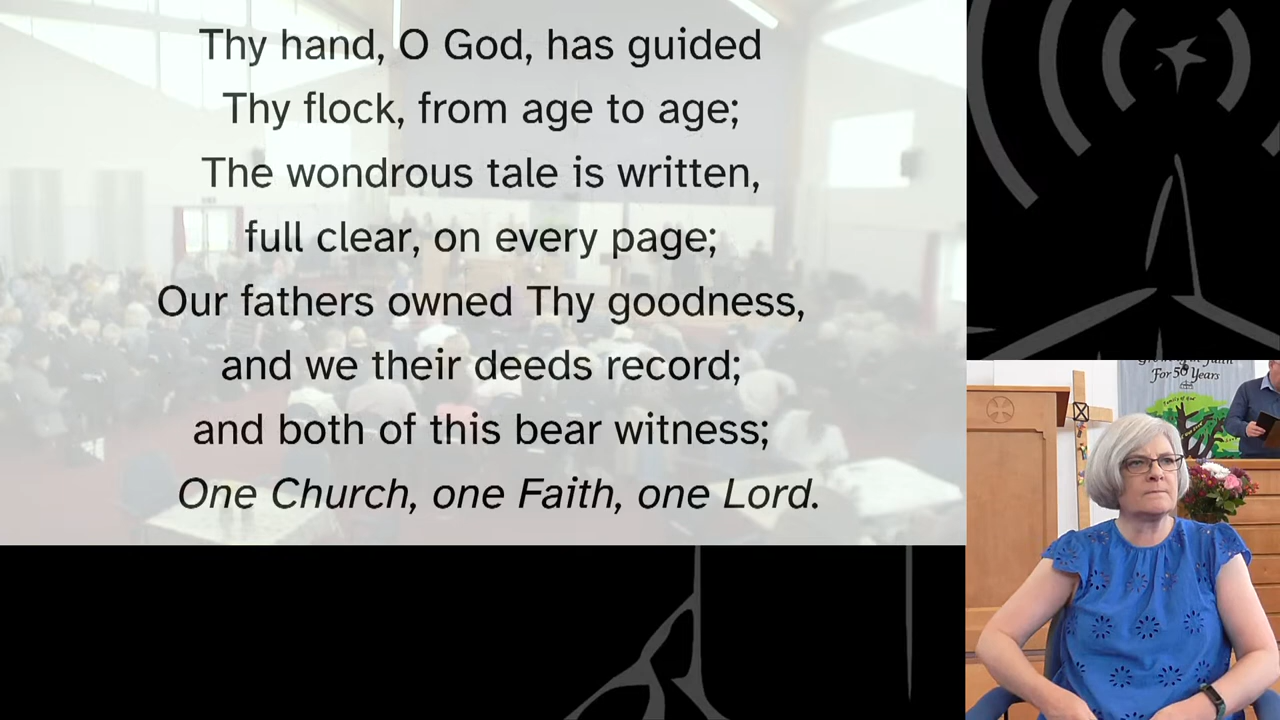 Thy hand, O God, has guided
Thy flock, from age to age;
The wondrous tale is written,
full clear, on every page;
Our fathers owned Thy goodness,
and we their deeds record;
and both of this bear witness;
One Church, one Faith, one Lord.
For 50 Years